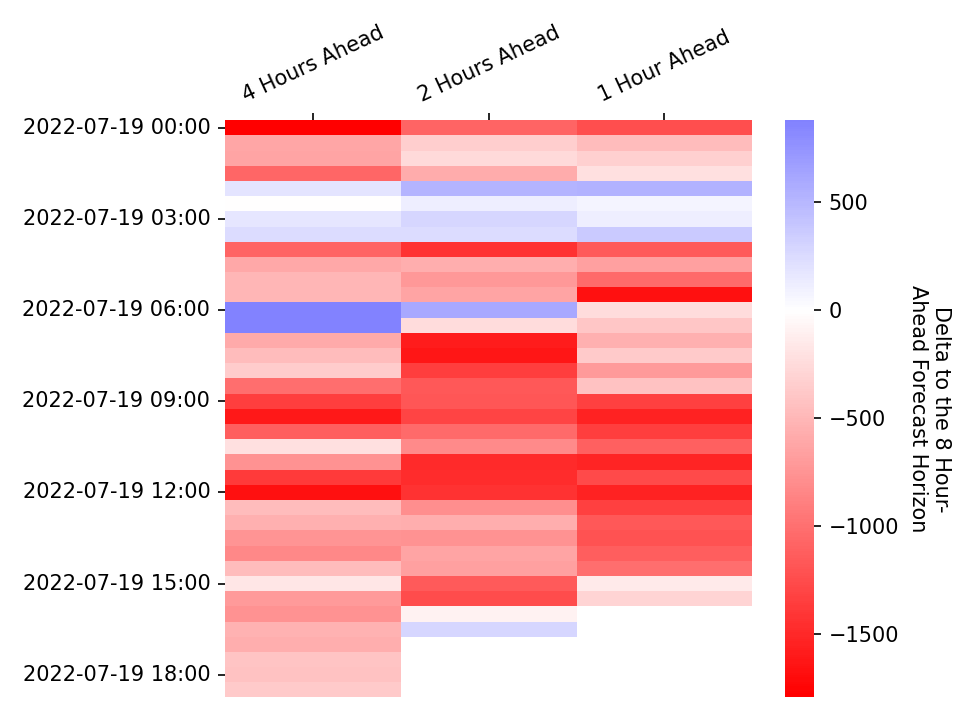 4 Hours Ahead
2 Hours Ahead
1 Hour Ahead
2022-07-19 00:00
2022-07-19 03:00
2022-07-19 06:00
2022-07-19 09:00
2022-07-19 12:00
2022-07-19 15:00
2022-07-19 18:00
500
0
−500
−1000
−1500
Delta to the 8 Hour-
Ahead Forecast Horizon